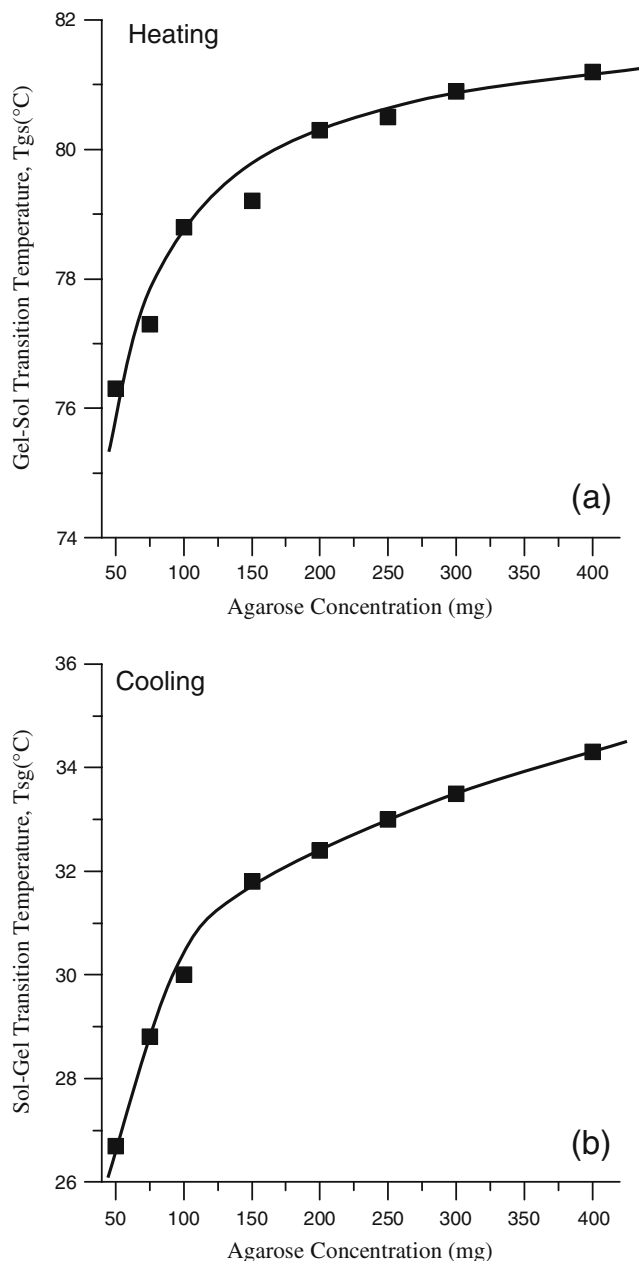 Heating
Gel-Sol Transition Temperature, Tgs(°C)
82
80
78
76
74
(a)
50 100 150 200 250 300 350 400
Agarose Concentration (mg)
Cooling
Sol-Gel Transition Temperature, Tsg(°C)
36
34
32
30
28
26
(b)
50 100 150 200 250 300 350 400
Agarose Concentration (mg)